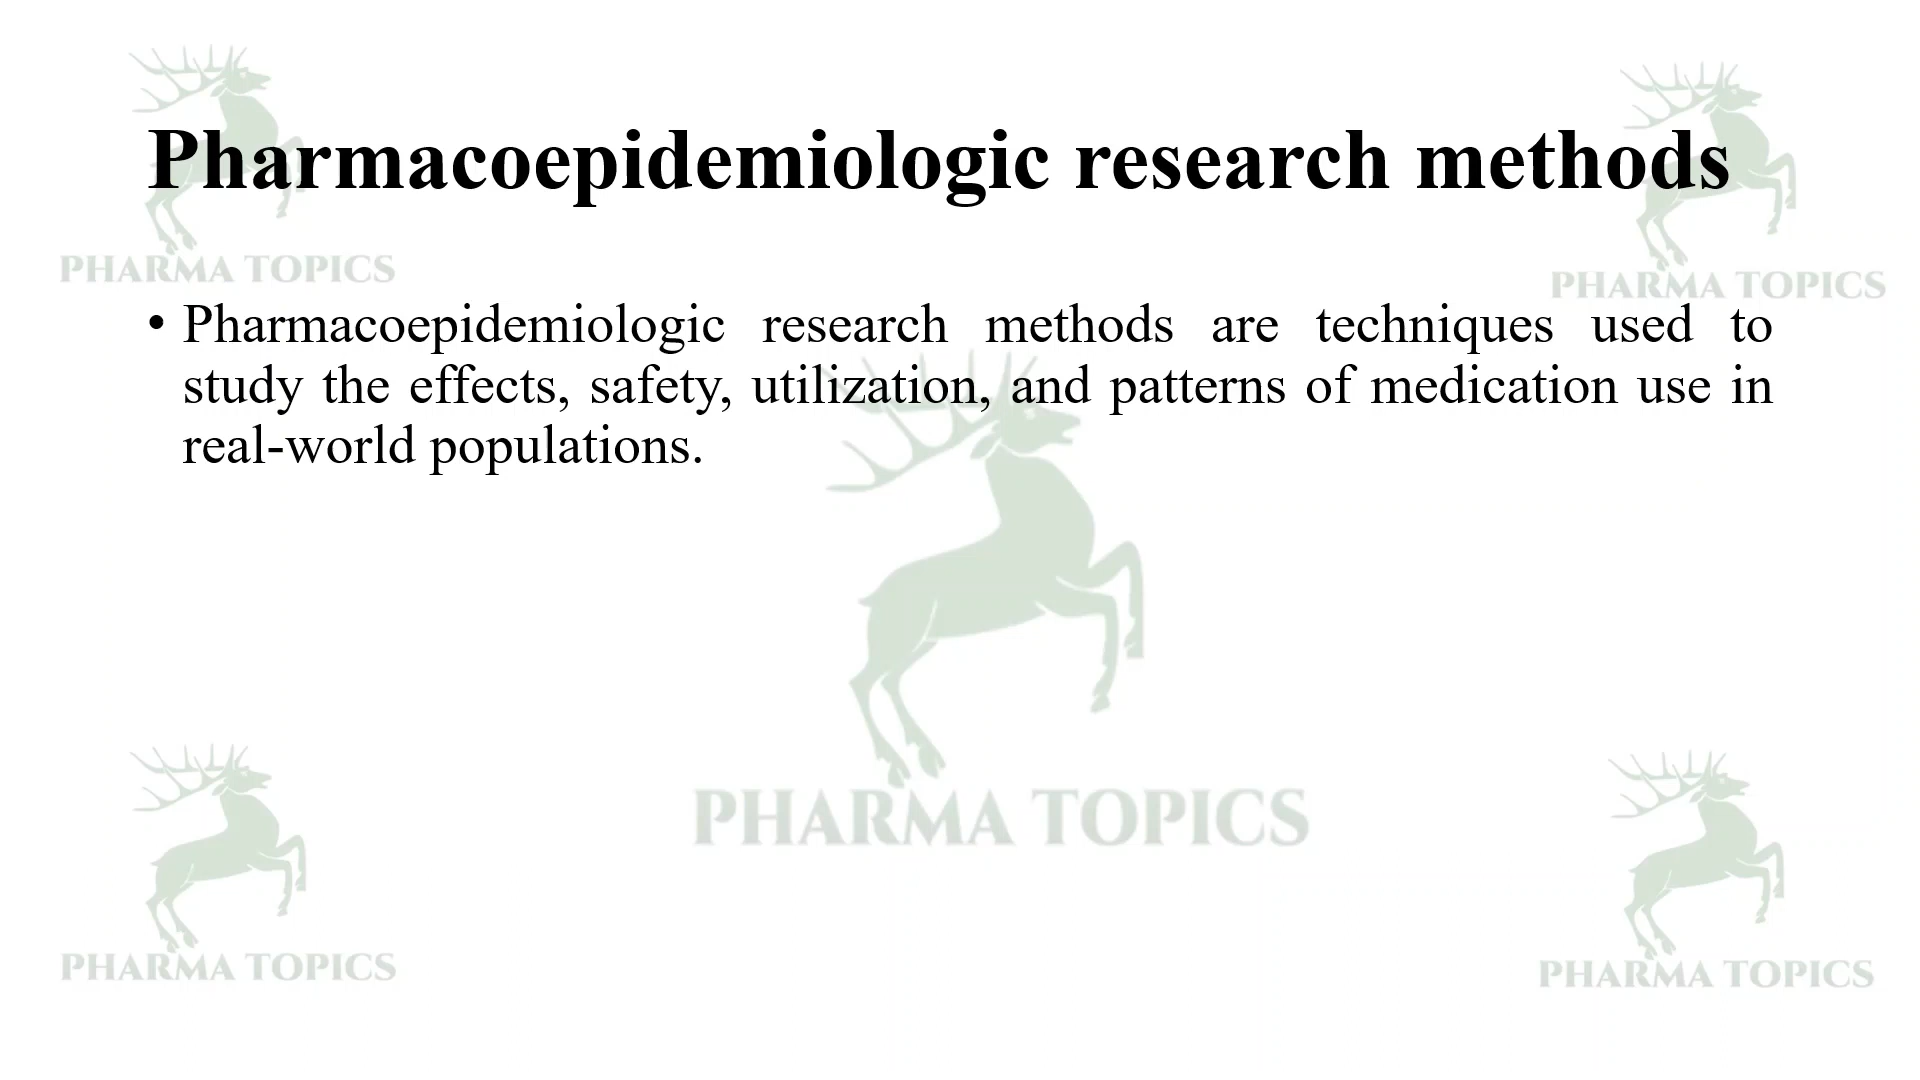 Pharmacoepidemiologic research methods
PHARMA TOPICS
PHARMA TOPICS
• Pharmacoepidemiologic research methods are techniques used to
study the effects, safety, utilization, and patterns of medication use in
real-world populations.
PHARMA TOPICS
PHARMA TOPICS
PHARMA TOPICS